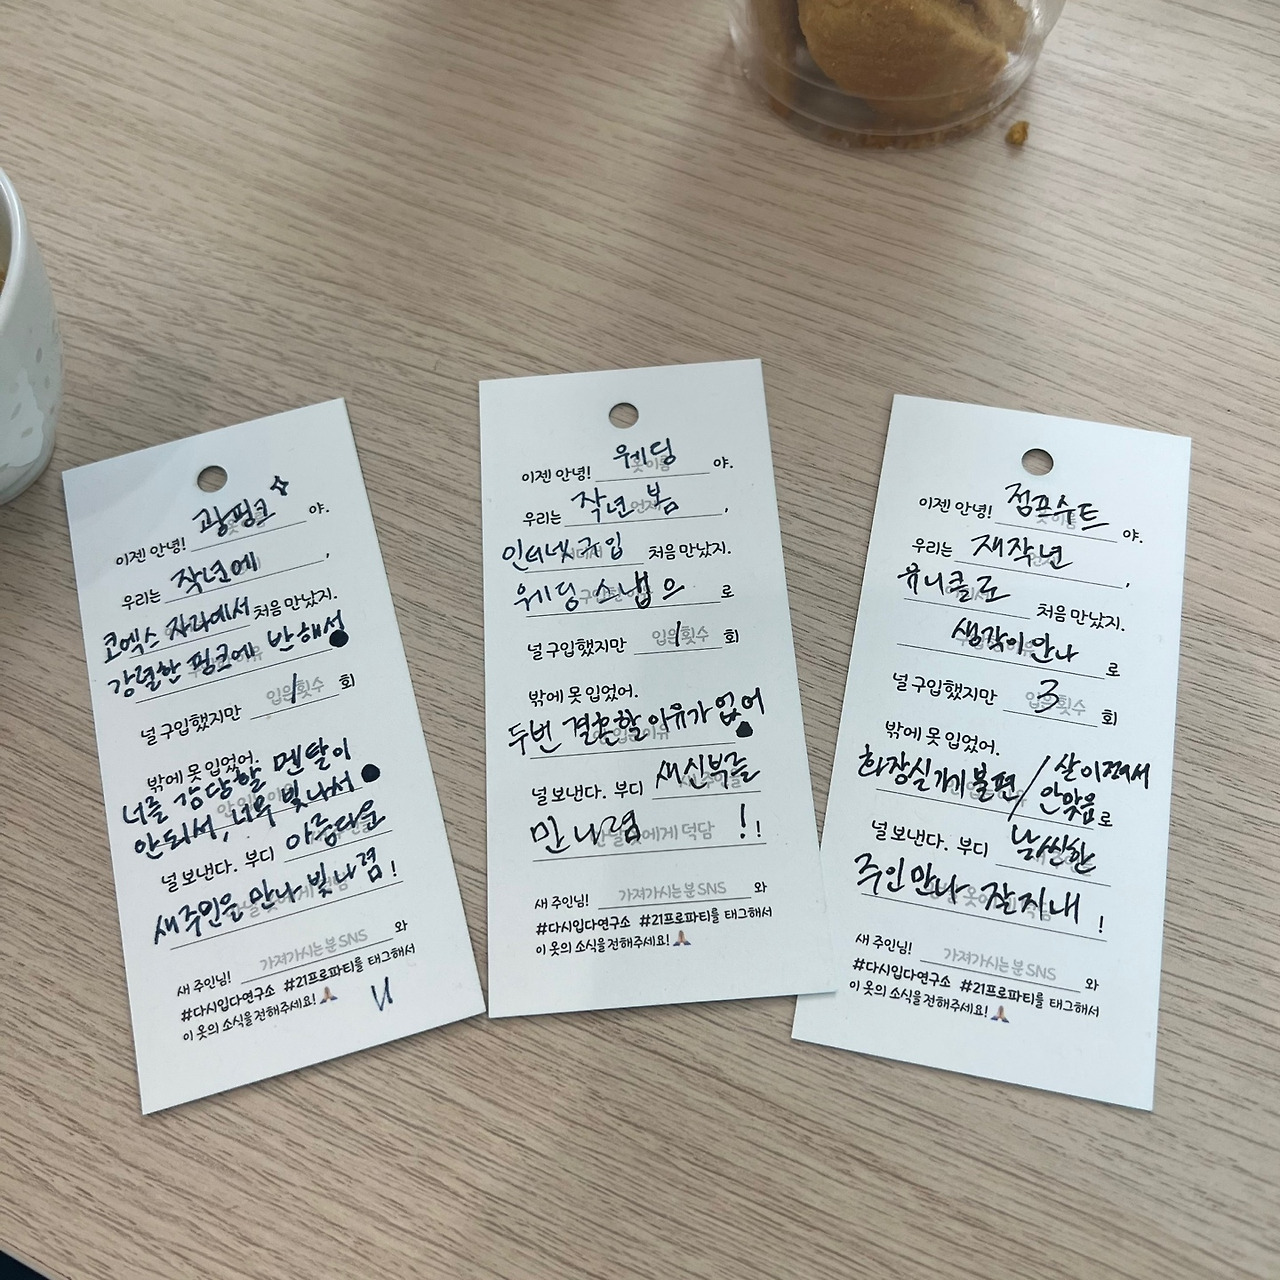 이젠 안녕! 광핑크 야.
우리는 작년에 ,
코엑스 자라에서 처음 만났지.
강렬한 핑크에 반해성
널 구입했지만 1 회
밖에 못 입었어.
너를 감당할 멘탈이
안되서, 너무 빛나서
널 보낸다. 부디 아름다운
새주인을 만나 빛나렴!
새 주인님! 가져가시는 분 SNS 와
#다시입다연구소 #21프로파티를 태그해서
이 옷의 소식을 전해주세요!🙏
이젠 안녕! 웨딩 야.
우리는 작년 봄 ,
인터넷 구입 처음 만났지.
웨딩 스냅으 로
널 구입했지만 1 회
밖에 못 입었어.
두번 결혼할 이유가 없어
널 보낸다. 부디 새신부를
만나렴!!
새 주인님! 가져가시는 분 SNS 와
#다시입다연구소 #21프로파티를 태그해서
이 옷의 소식을 전해주세요!🙏
이젠 안녕! 점프수트 야.
우리는 재작년 ,
유니클로 처음 만났지.
생각이 안나 로
널 구입했지만 3 회
밖에 못 입었어.
화장실 가기 불편 / 살이 쪄서
안맞음 로
널 보낸다. 부디 날씬한
주인 만나 잘 지내!
새 주인님! 가져가시는 분 SNS 와
#다시입다연구소 #21프로파티를 태그해서
이 옷의 소식을 전해주세요!🙏